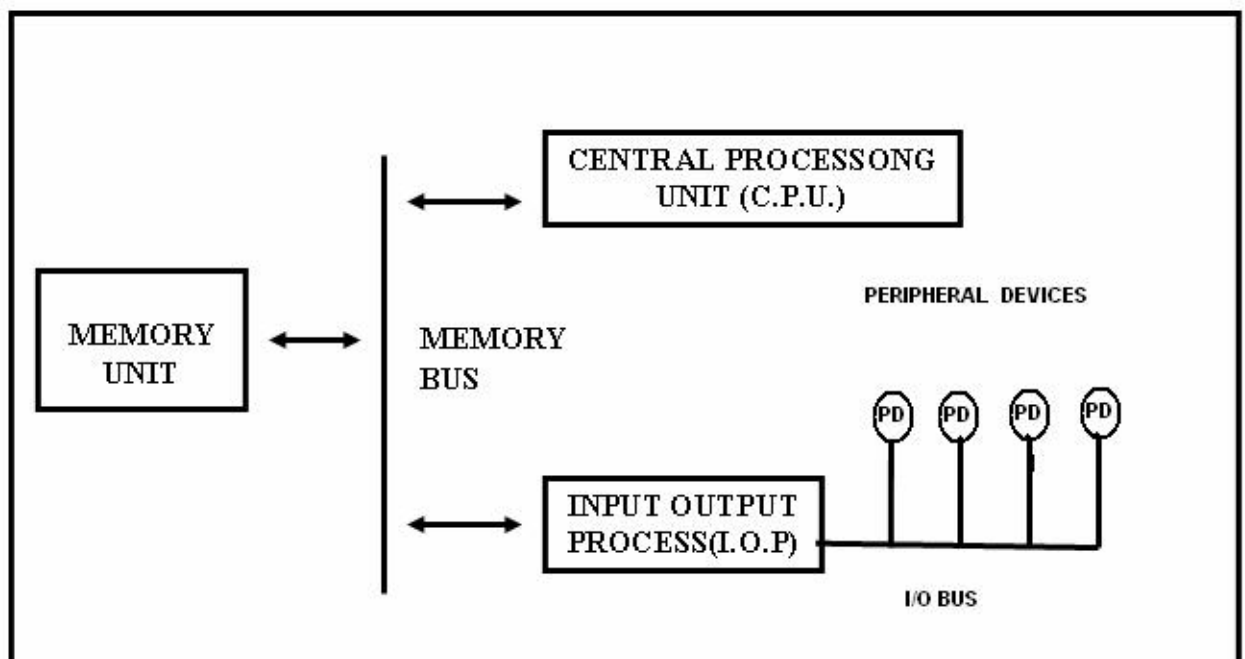 CENTRAL PROCESSONG
UNIT (C.P.U.)
MEMORY
UNIT
MEMORY
BUS
PERIPHERAL DEVICES
PD PD PD PD
INPUT OUTPUT
PROCESS(I.O.P)
I/O BUS